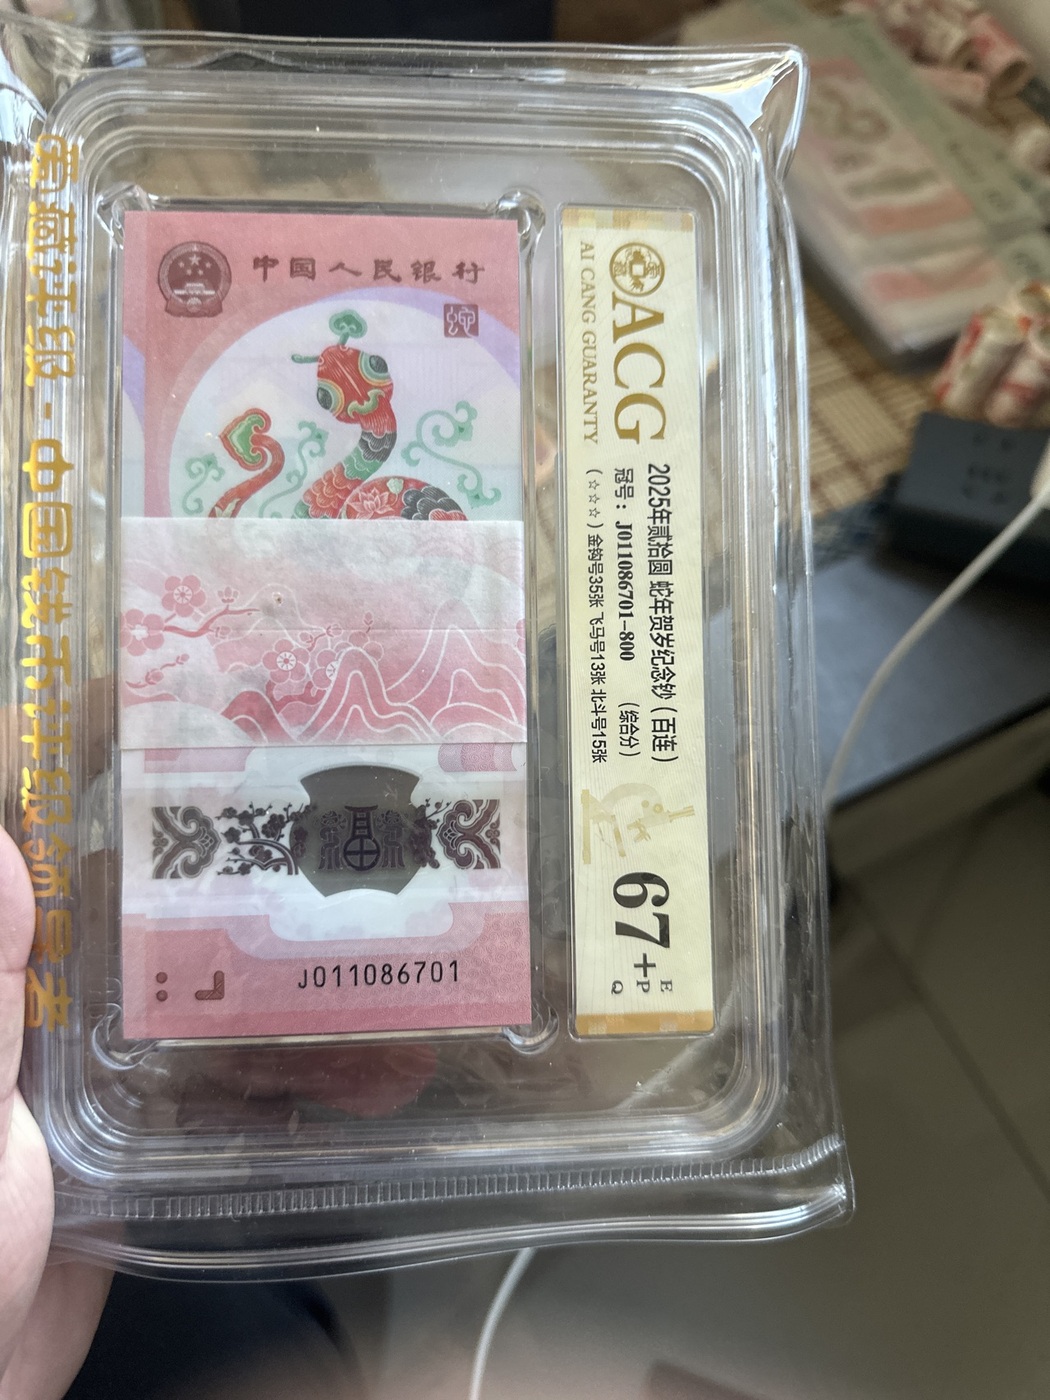 中国人民银行
J011086701
ACG
AI CANG GUARANTY
2025年贰拾圆 蛇年贺岁纪念钞（百连）
冠号：J011086701-800 （综合分）
（☆☆☆）金钩号35张 飞马号13张 北斗号15张
67+
E
P
Q
爱藏评级·中国钱币评级领导者